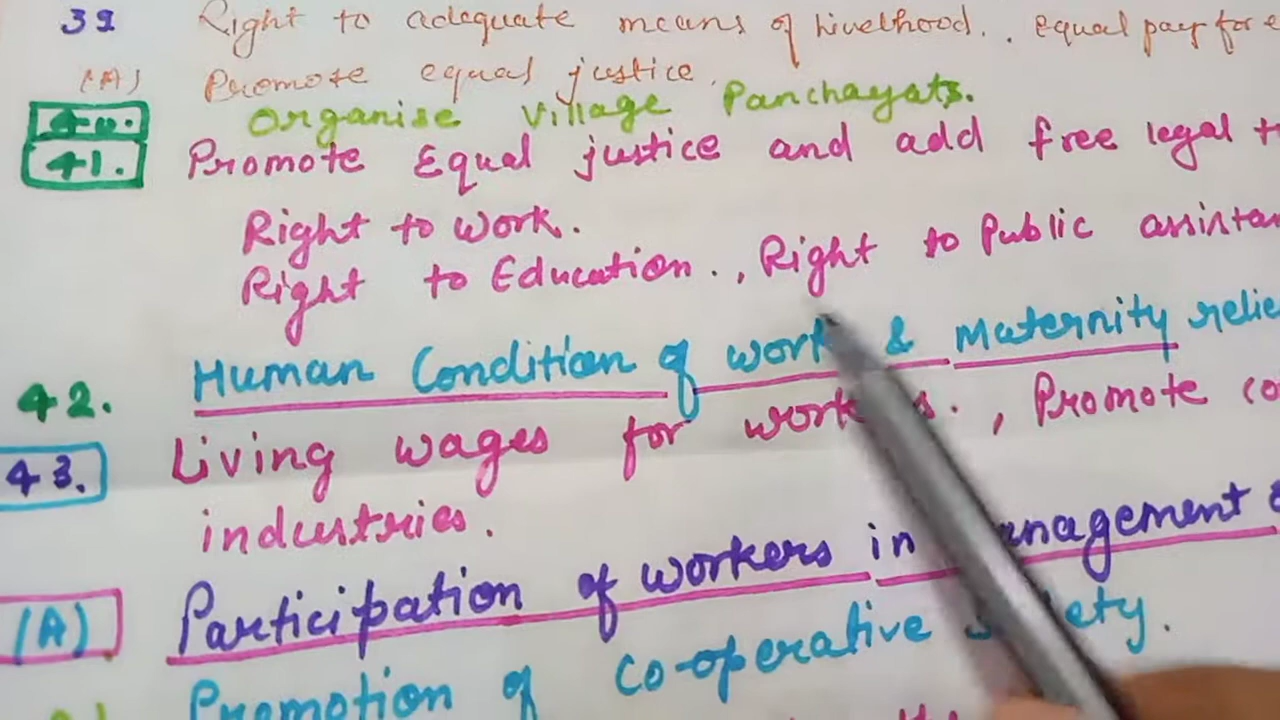 39 Right to adequate means of livelhood. . Equal pay for e
(A) Promote equal justice.
40. Organise Village Panchayats.
41. Promote Equal justice and add free legal t
Right to Work.
Right to Education . , Right to Public assistan
42. Human Condition of work & Maternity relie
43. Living wages for workers. , Promote co
industries.
(A) Participation of workers in management
Promotion of Co-operative Society.